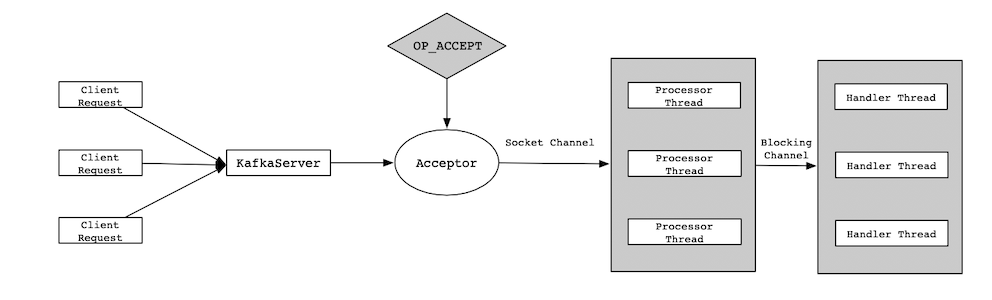 OP_ACCEPT
Client
Request
Client
Request
Client
Request
KafkaServer
Acceptor
Socket Channel
Processor
Thread
Processor
Thread
Processor
Thread
Blocking
Channel
Handler Thread
Handler Thread
Handler Thread